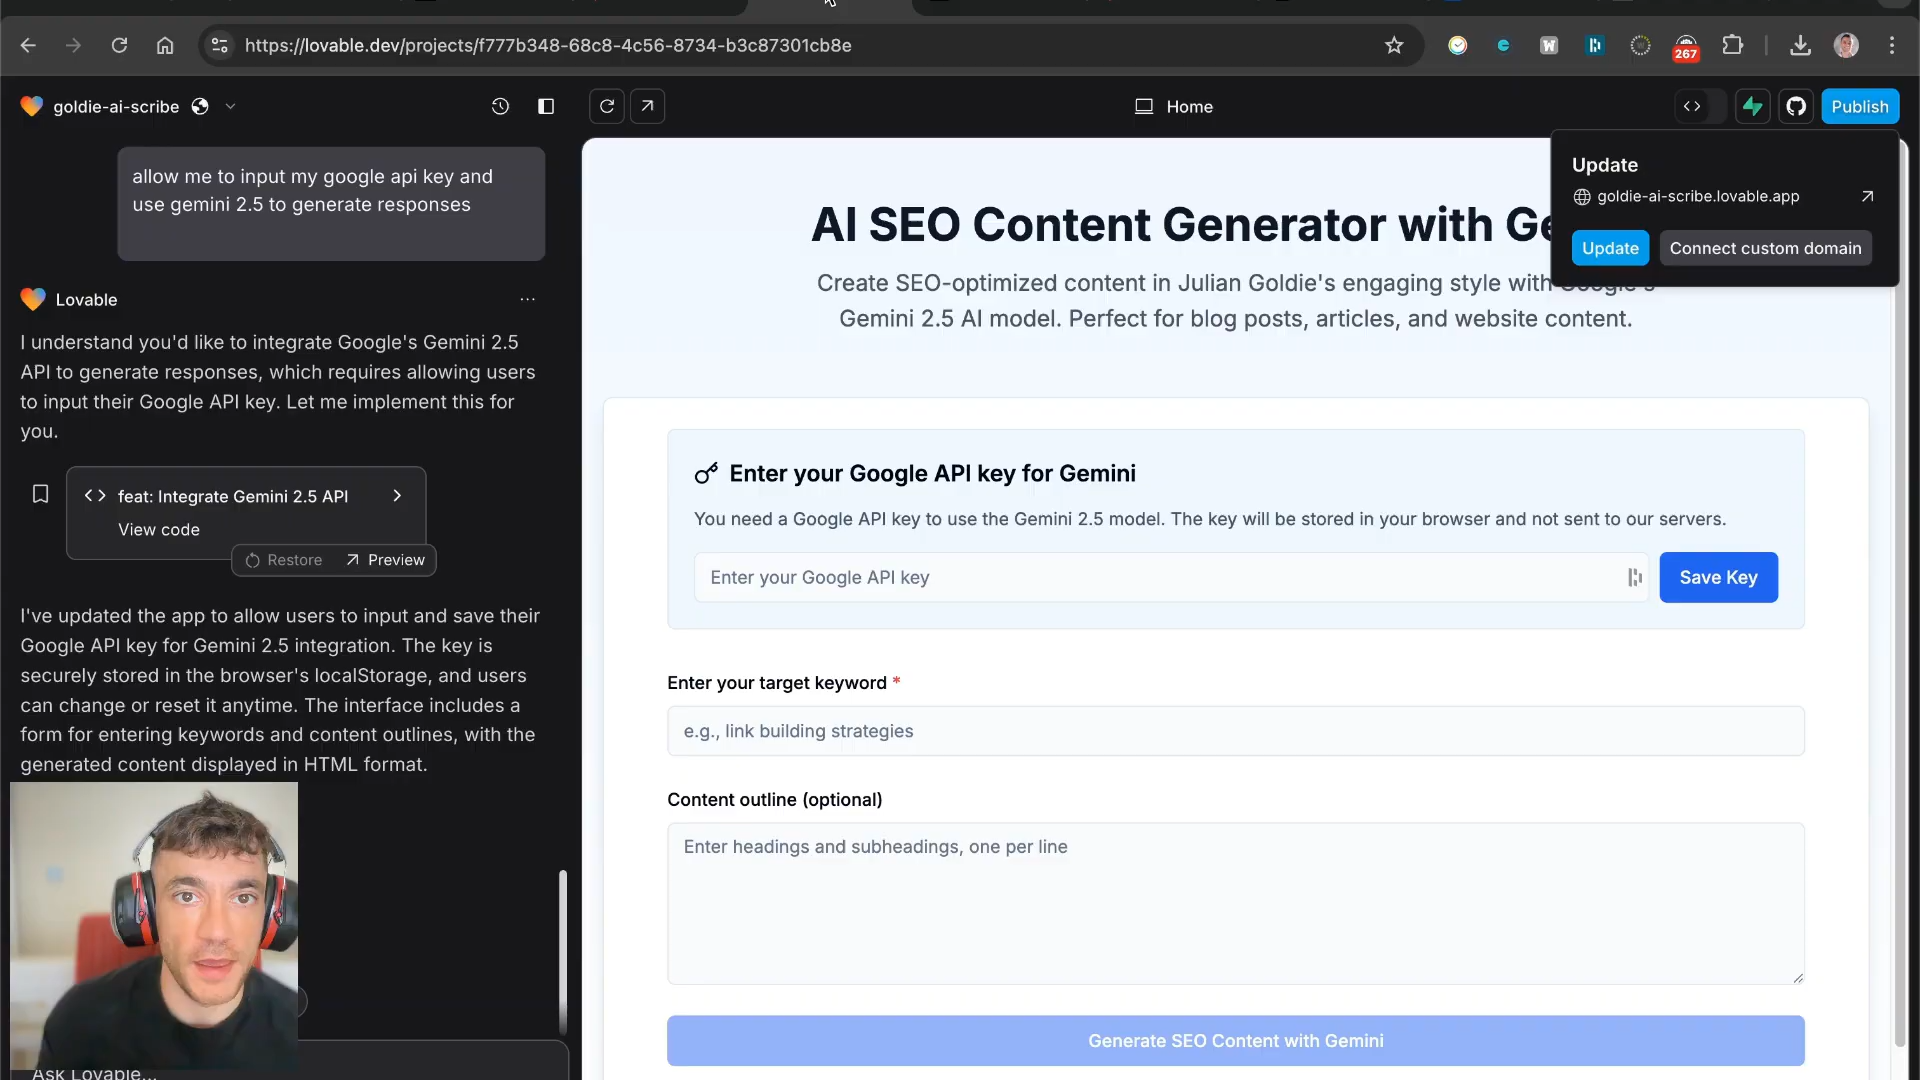 https://lovable.dev/projects/f777b348-68c8-4c56-8734-b3c87301cb8e
267
goldie-ai-scribe
Home
Publish
allow me to input my google api key and
use gemini 2.5 to generate responses
Lovable
I understand you'd like to integrate Google's Gemini 2.5
API to generate responses, which requires allowing users
to input their Google API key. Let me implement this for
you.
feat: Integrate Gemini 2.5 API
View code
Restore
Preview
I've updated the app to allow users to input and save their
Google API key for Gemini 2.5 integration. The key is
securely stored in the browser's localStorage, and users
can change or reset it anytime. The interface includes a
form for entering keywords and content outlines, with the
generated content displayed in HTML format.
Ask Lovable...
Update
goldie-ai-scribe.lovable.app
Update
Connect custom domain
AI SEO Content Generator with Ge
Create SEO-optimized content in Julian Goldie's engaging style with Google's
Gemini 2.5 AI model. Perfect for blog posts, articles, and website content.
Enter your Google API key for Gemini
You need a Google API key to use the Gemini 2.5 model. The key will be stored in your browser and not sent to our servers.
Enter your Google API key
Save Key
Enter your target keyword *
e.g., link building strategies
Content outline (optional)
Enter headings and subheadings, one per line
Generate SEO Content with Gemini